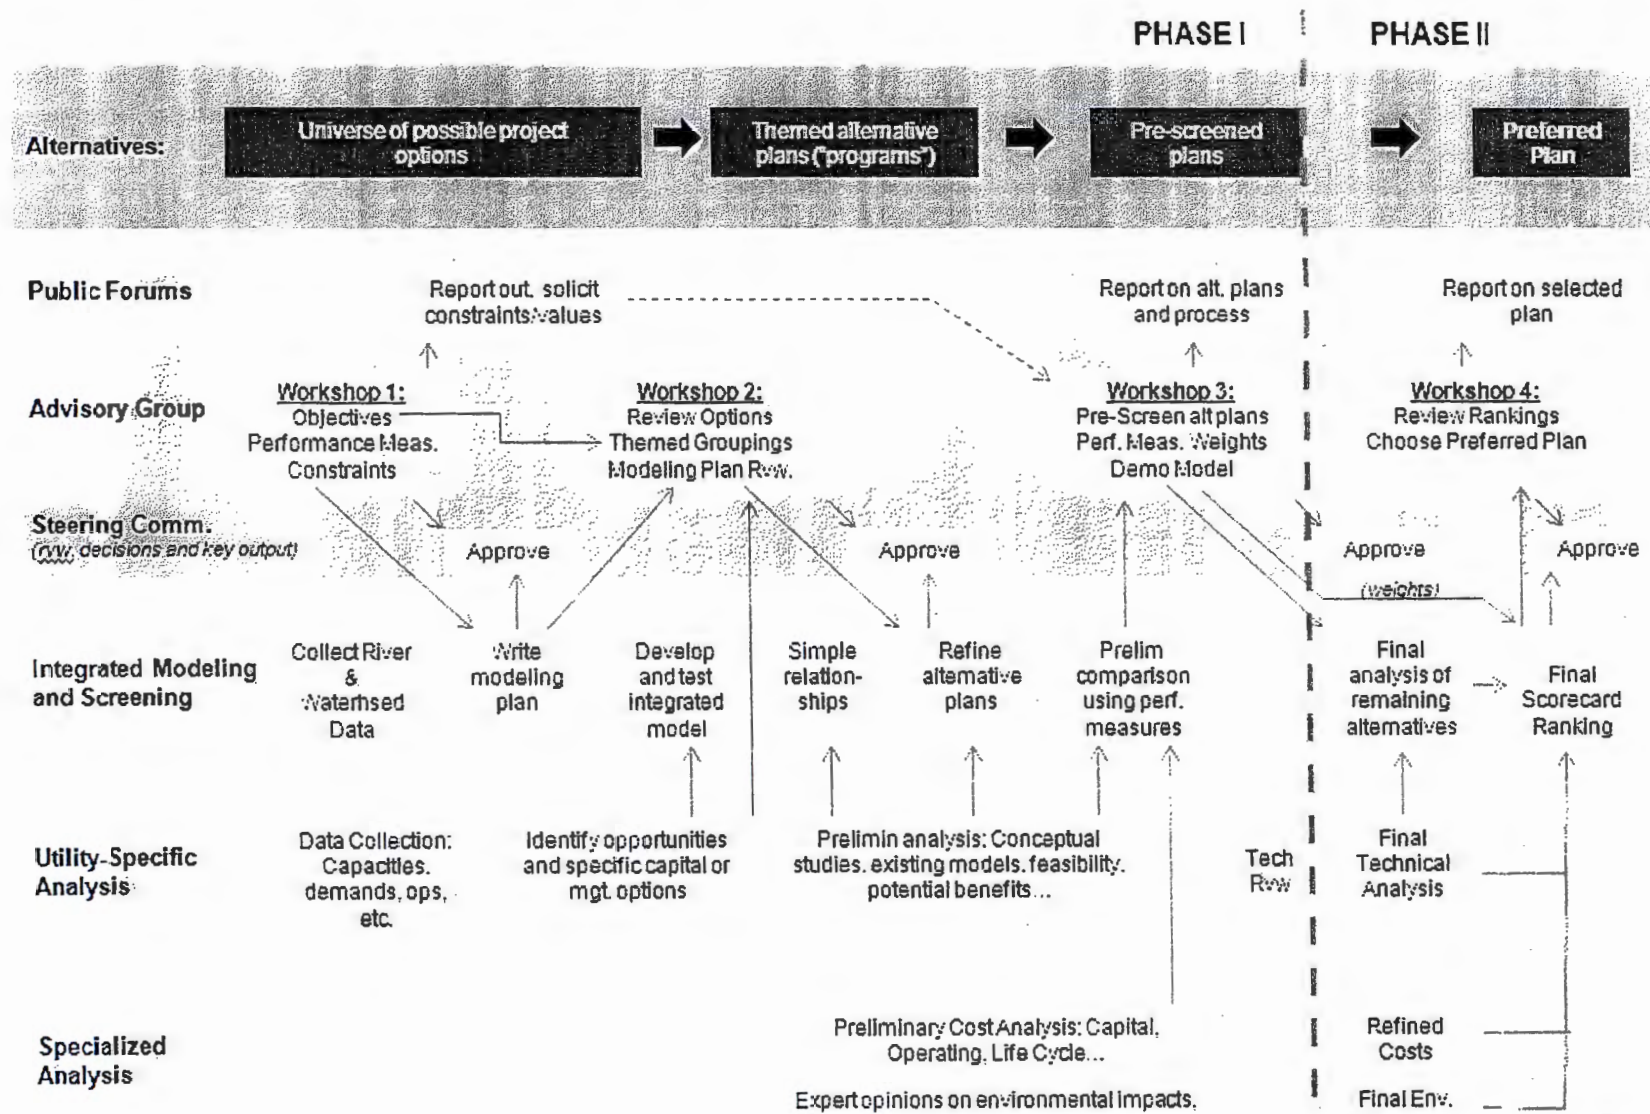 PHASE I
PHASE II
Alternatives:
Universe of possible project
options
Themed alternative
plans ("programs")
Pre-screened
plans
Preferred
Plan
Public Forums
Report out, solicit
constraints/values
Report on alt. plans
and process
Report on selected
plan
Advisory Group
Workshop 1:
Objectives
Performance Meas.
Constraints
Workshop 2:
Review Options
Themed Groupings
Modeling Plan Rvw.
Workshop 3:
Pre-Screen alt plans
Perf. Meas. Weights
Demo Model
Workshop 4:
Review Rankings
Choose Preferred Plan
Steering Comm.
(rvw. decisions and key output)
Approve
Approve
Approve
Approve
(weights)
Integrated Modeling
and Screening
Collect River
&
Waterhsed
Data
Write
modeling
plan
Develop
and test
integrated
model
Simple
relation-
ships
Refine
alternative
plans
Prelim
comparison
using perf.
measures
Final
analysis of
remaining
alternatives
Final
Scorecard
Ranking
Utility-Specific
Analysis
Data Collection:
Capacities,
demands, ops,
etc.
Identify opportunities
and specific capital or
mgt. options
Prelimin analysis: Conceptual
studies, existing models, feasibility,
potential benefits...
Tech
Rvw
Final
Technical
Analysis
Specialized
Analysis
Preliminary Cost Analysis: Capital,
Operating, Life Cycle...
Expert opinions on environmental impacts,
Refined
Costs
Final Env.